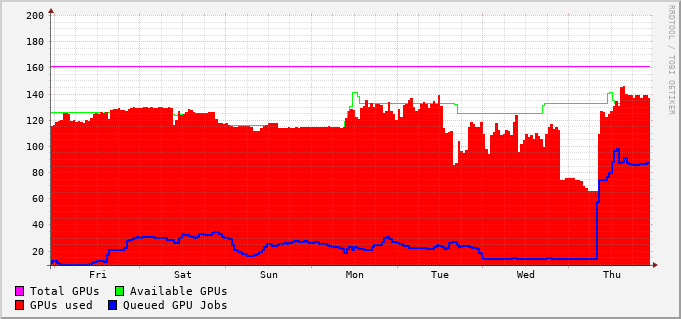 200
180
160
140
120
100
80
60
40
20
Fri Sat Sun Mon Tue Wed Thu
Total GPUs Available GPUs
GPUs used Queued GPU Jobs
RRDTOOL / TOBI OETIKER